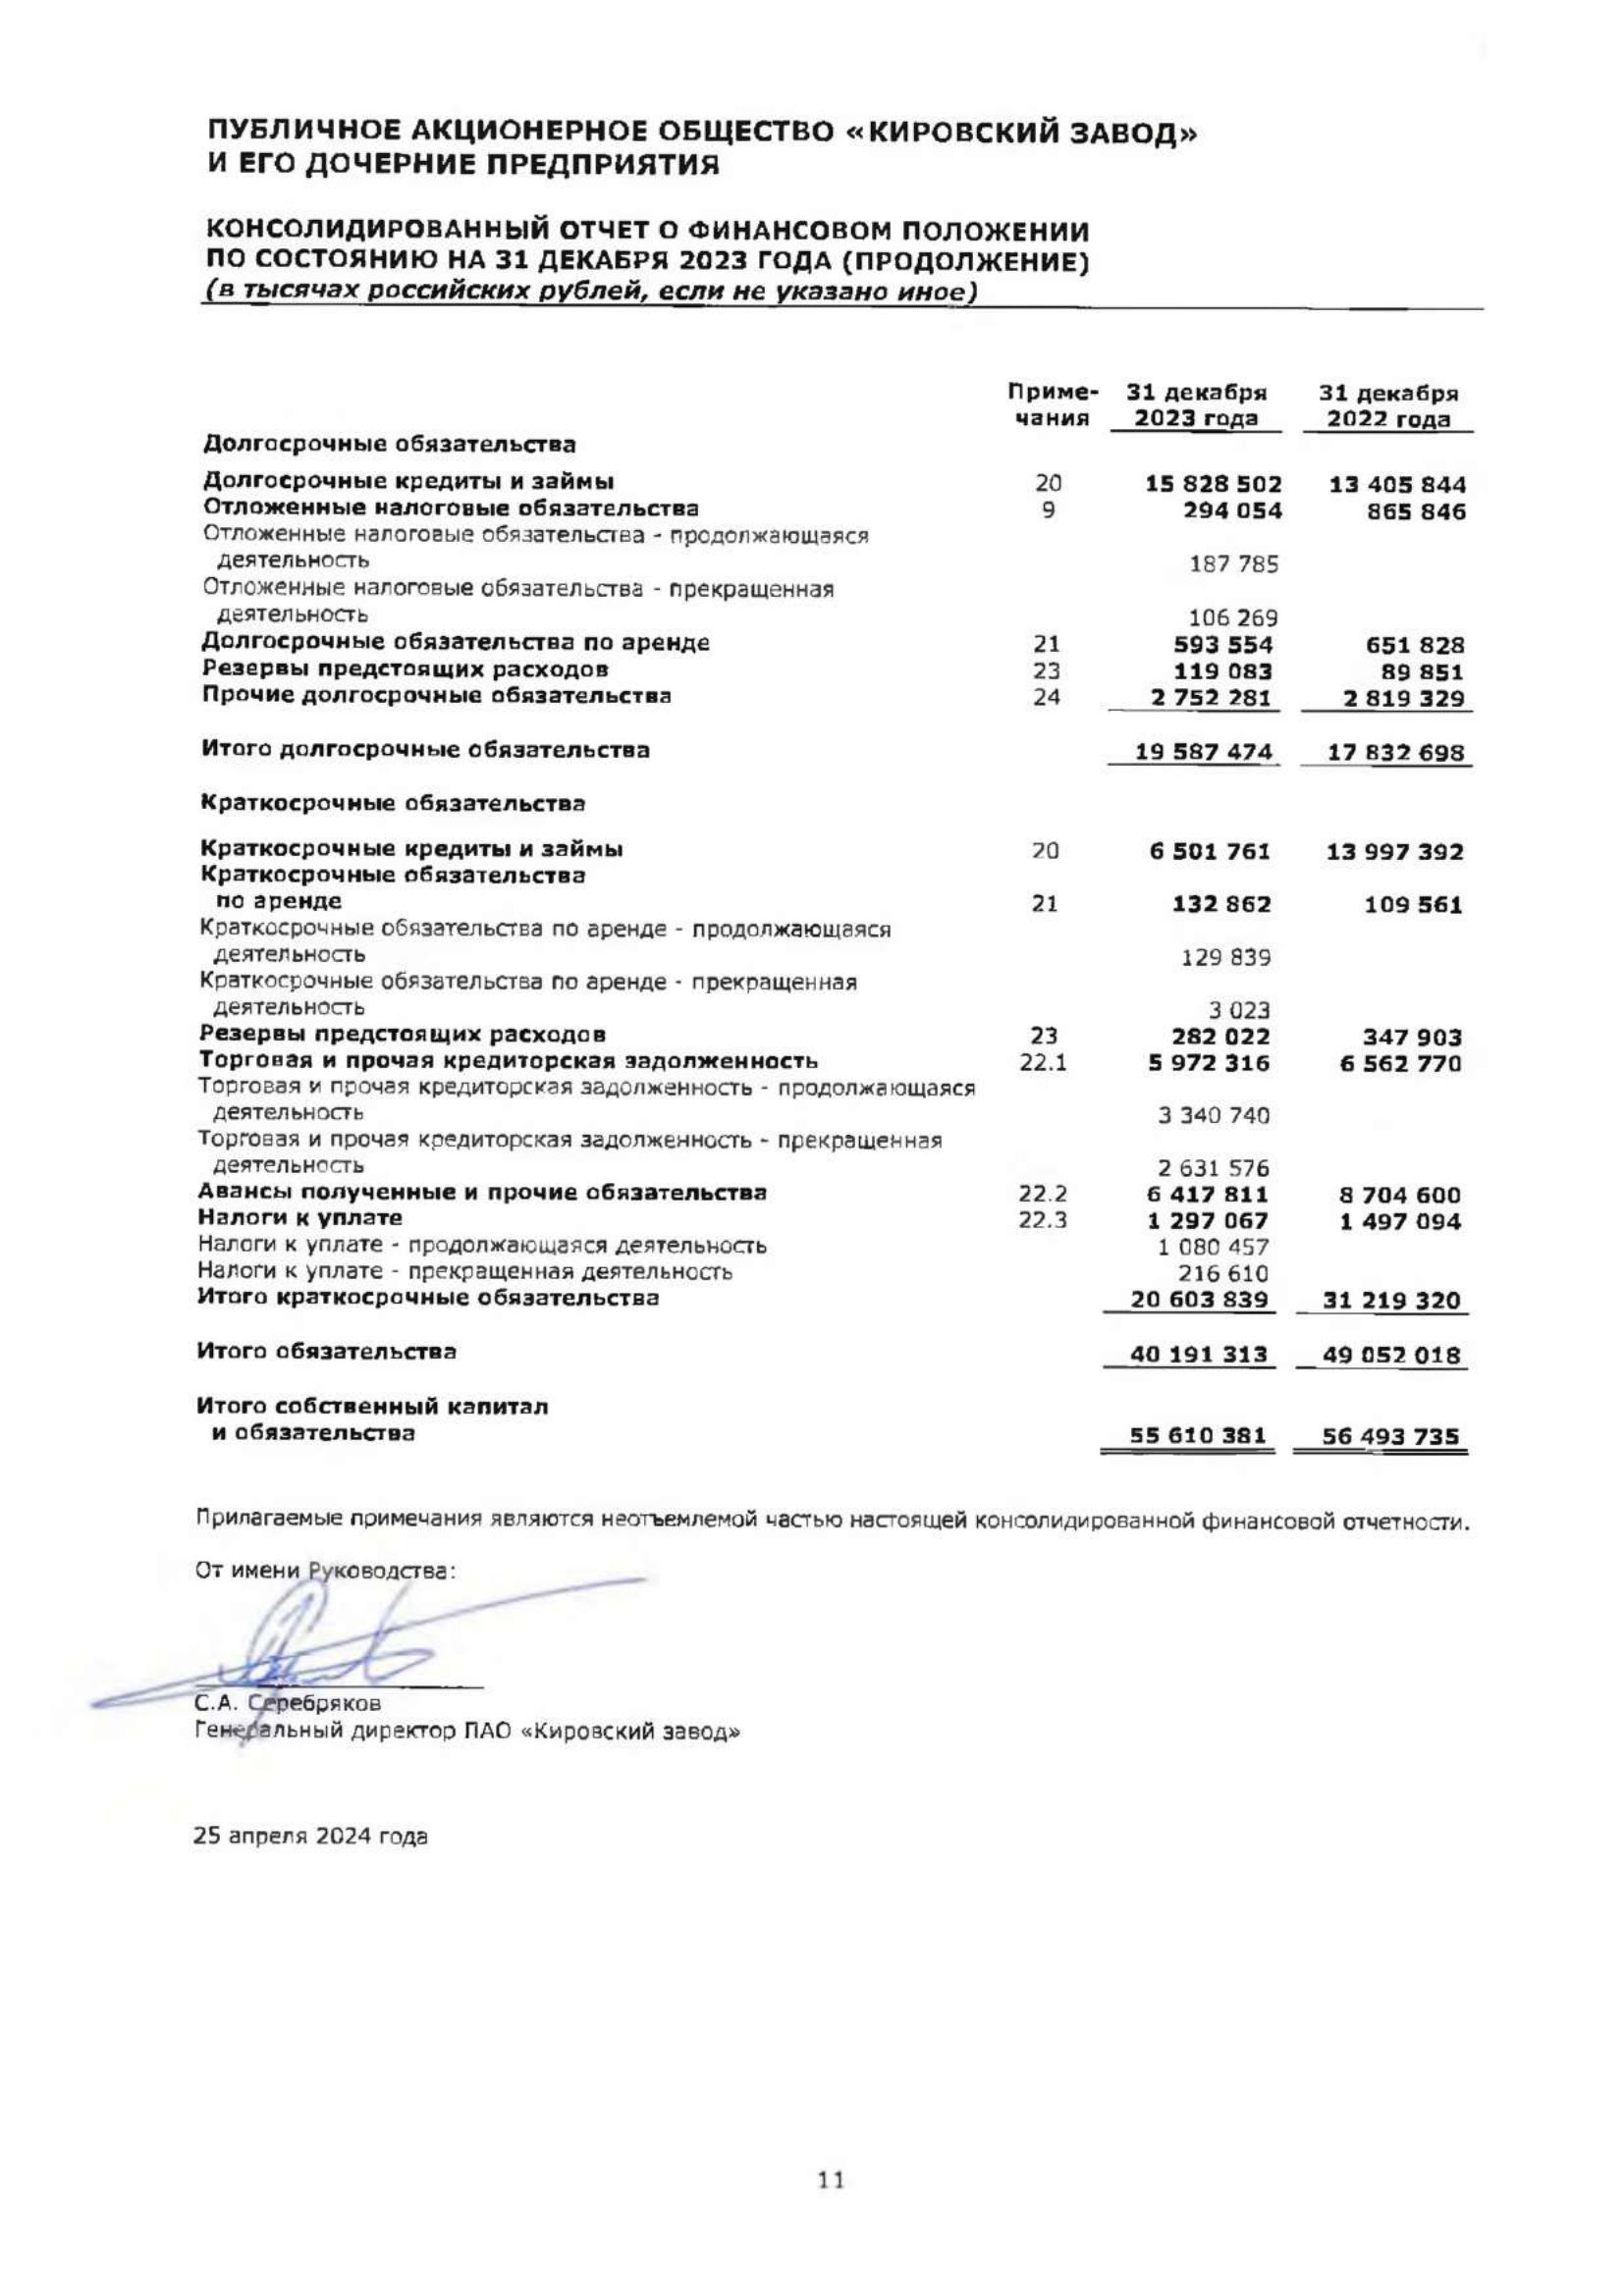 ПУБЛИЧНОЕ АКЦИОНЕРНОЕ ОБЩЕСТВО «КИРОВСКИЙ ЗАВОД»
И ЕГО ДОЧЕРНИЕ ПРЕДПРИЯТИЯ
КОНСОЛИДИРОВАННЫЙ ОТЧЕТ О ФИНАНСОВОМ ПОЛОЖЕНИИ
ПО СОСТОЯНИЮ НА 31 ДЕКАБРЯ 2023 ГОДА (ПРОДОЛЖЕНИЕ)
(в тысячах российских рублей, если не указано иное)
Приме- 31 декабря 31 декабря
чания 2023 года 2022 года
Долгосрочные обязательства
Долгосрочные кредиты и займы 20 15 828 502 13 405 844
Отложенные налоговые обязательства 9 294 054 865 846
Отложенные налоговые обязательства - продолжающаяся
деятельность 187 785
Отложенные налоговые обязательства - прекращенная
деятельность 106 269
Долгосрочные обязательства по аренде 21 593 554 651 828
Резервы предстоящих расходов 23 119 083 89 851
Прочие долгосрочные обязательства 24 2 752 281 2 819 329
Итого долгосрочные обязательства 19 587 474 17 832 698
Краткосрочные обязательства
Краткосрочные кредиты и займы 20 6 501 761 13 997 392
Краткосрочные обязательства
по аренде 21 132 862 109 561
Краткосрочные обязательства по аренде - продолжающаяся
деятельность 129 839
Краткосрочные обязательства по аренде - прекращенная
деятельность 3 023
Резервы предстоящих расходов 23 282 022 347 903
Торговая и прочая кредиторская задолженность 22.1 5 972 316 6 562 770
Торговая и прочая кредиторская задолженность - продолжающаяся
деятельность 3 340 740
Торговая и прочая кредиторская задолженность - прекращенная
деятельность 2 631 576
Авансы полученные и прочие обязательства 22.2 6 417 811 8 704 600
Налоги к уплате 22.3 1 297 067 1 497 094
Налоги к уплате - продолжающаяся деятельность 1 080 457
Налоги к уплате - прекращенная деятельность 216 610
Итого краткосрочные обязательства 20 603 839 31 219 320
Итого обязательства 40 191 313 49 052 018
Итого собственный капитал
и обязательства 55 610 381 56 493 735
Прилагаемые примечания являются неотъемлемой частью настоящей консолидированной финансовой отчетности.
От имени Руководства:
С.А. Серебряков
Генеральный директор ПАО «Кировский завод»
25 апреля 2024 года
11